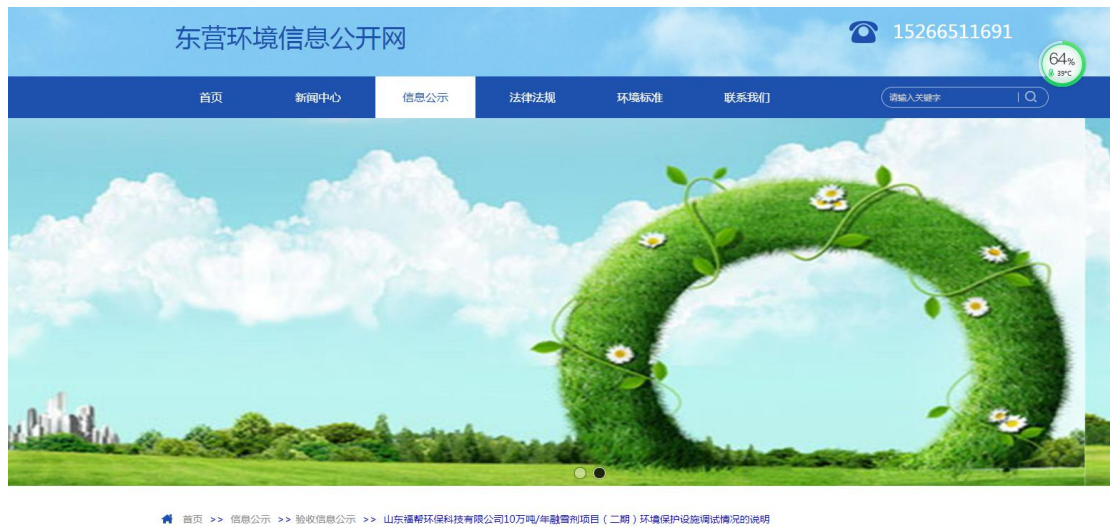 东营环境信息公开网
15266511691
64%
39℃
首页 新闻中心 信息公示 法律法规 环境标准 联系我们 请输入关键字
首页 >> 信息公示 >> 验收信息公示 >> 山东福帮环保科技有限公司10万吨/年融雪剂项目（二期）环境保护设施调试情况的说明